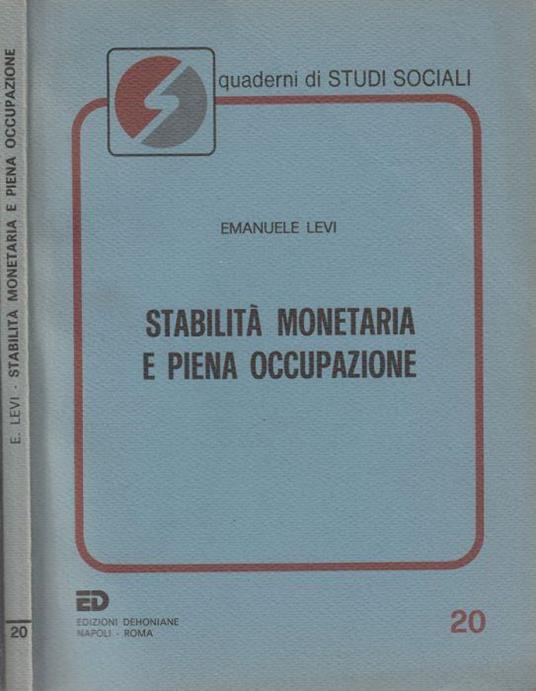 E. LEVI - STABILITÀ MONETARIA E PIENA OCCUPAZIONE
20
quaderni di STUDI SOCIALI
EMANUELE LEVI
STABILITÀ MONETARIA
E PIENA OCCUPAZIONE
ED
EDIZIONI DEHONIANE
NAPOLI - ROMA
20